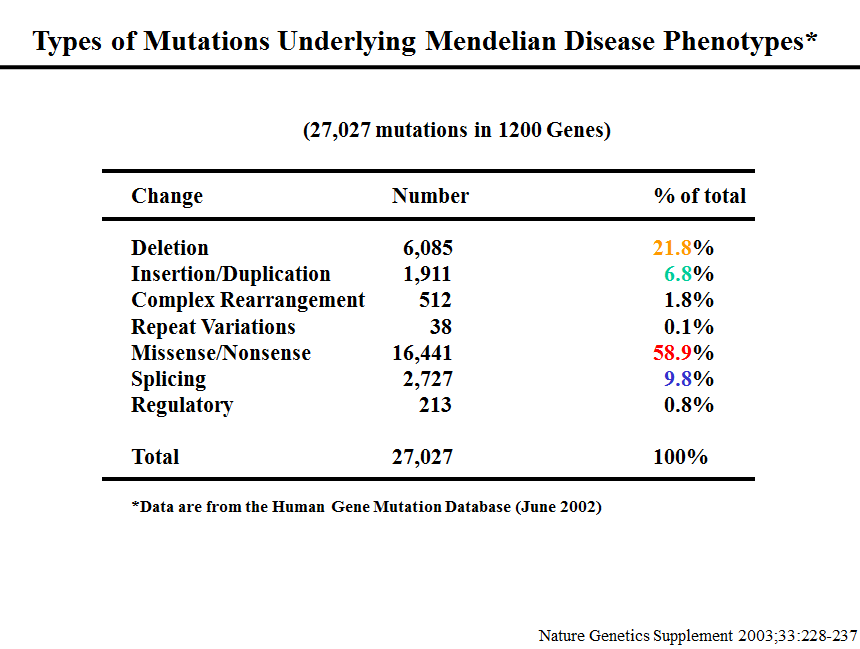 Types of Mutations Underlying Mendelian Disease Phenotypes*
(27,027 mutations in 1200 Genes)
Change Number % of total
Deletion 6,085 21.8%
Insertion/Duplication 1,911 6.8%
Complex Rearrangement 512 1.8%
Repeat Variations 38 0.1%
Missense/Nonsense 16,441 58.9%
Splicing 2,727 9.8%
Regulatory 213 0.8%
Total 27,027 100%
*Data are from the Human Gene Mutation Database (June 2002)
Nature Genetics Supplement 2003;33:228-237